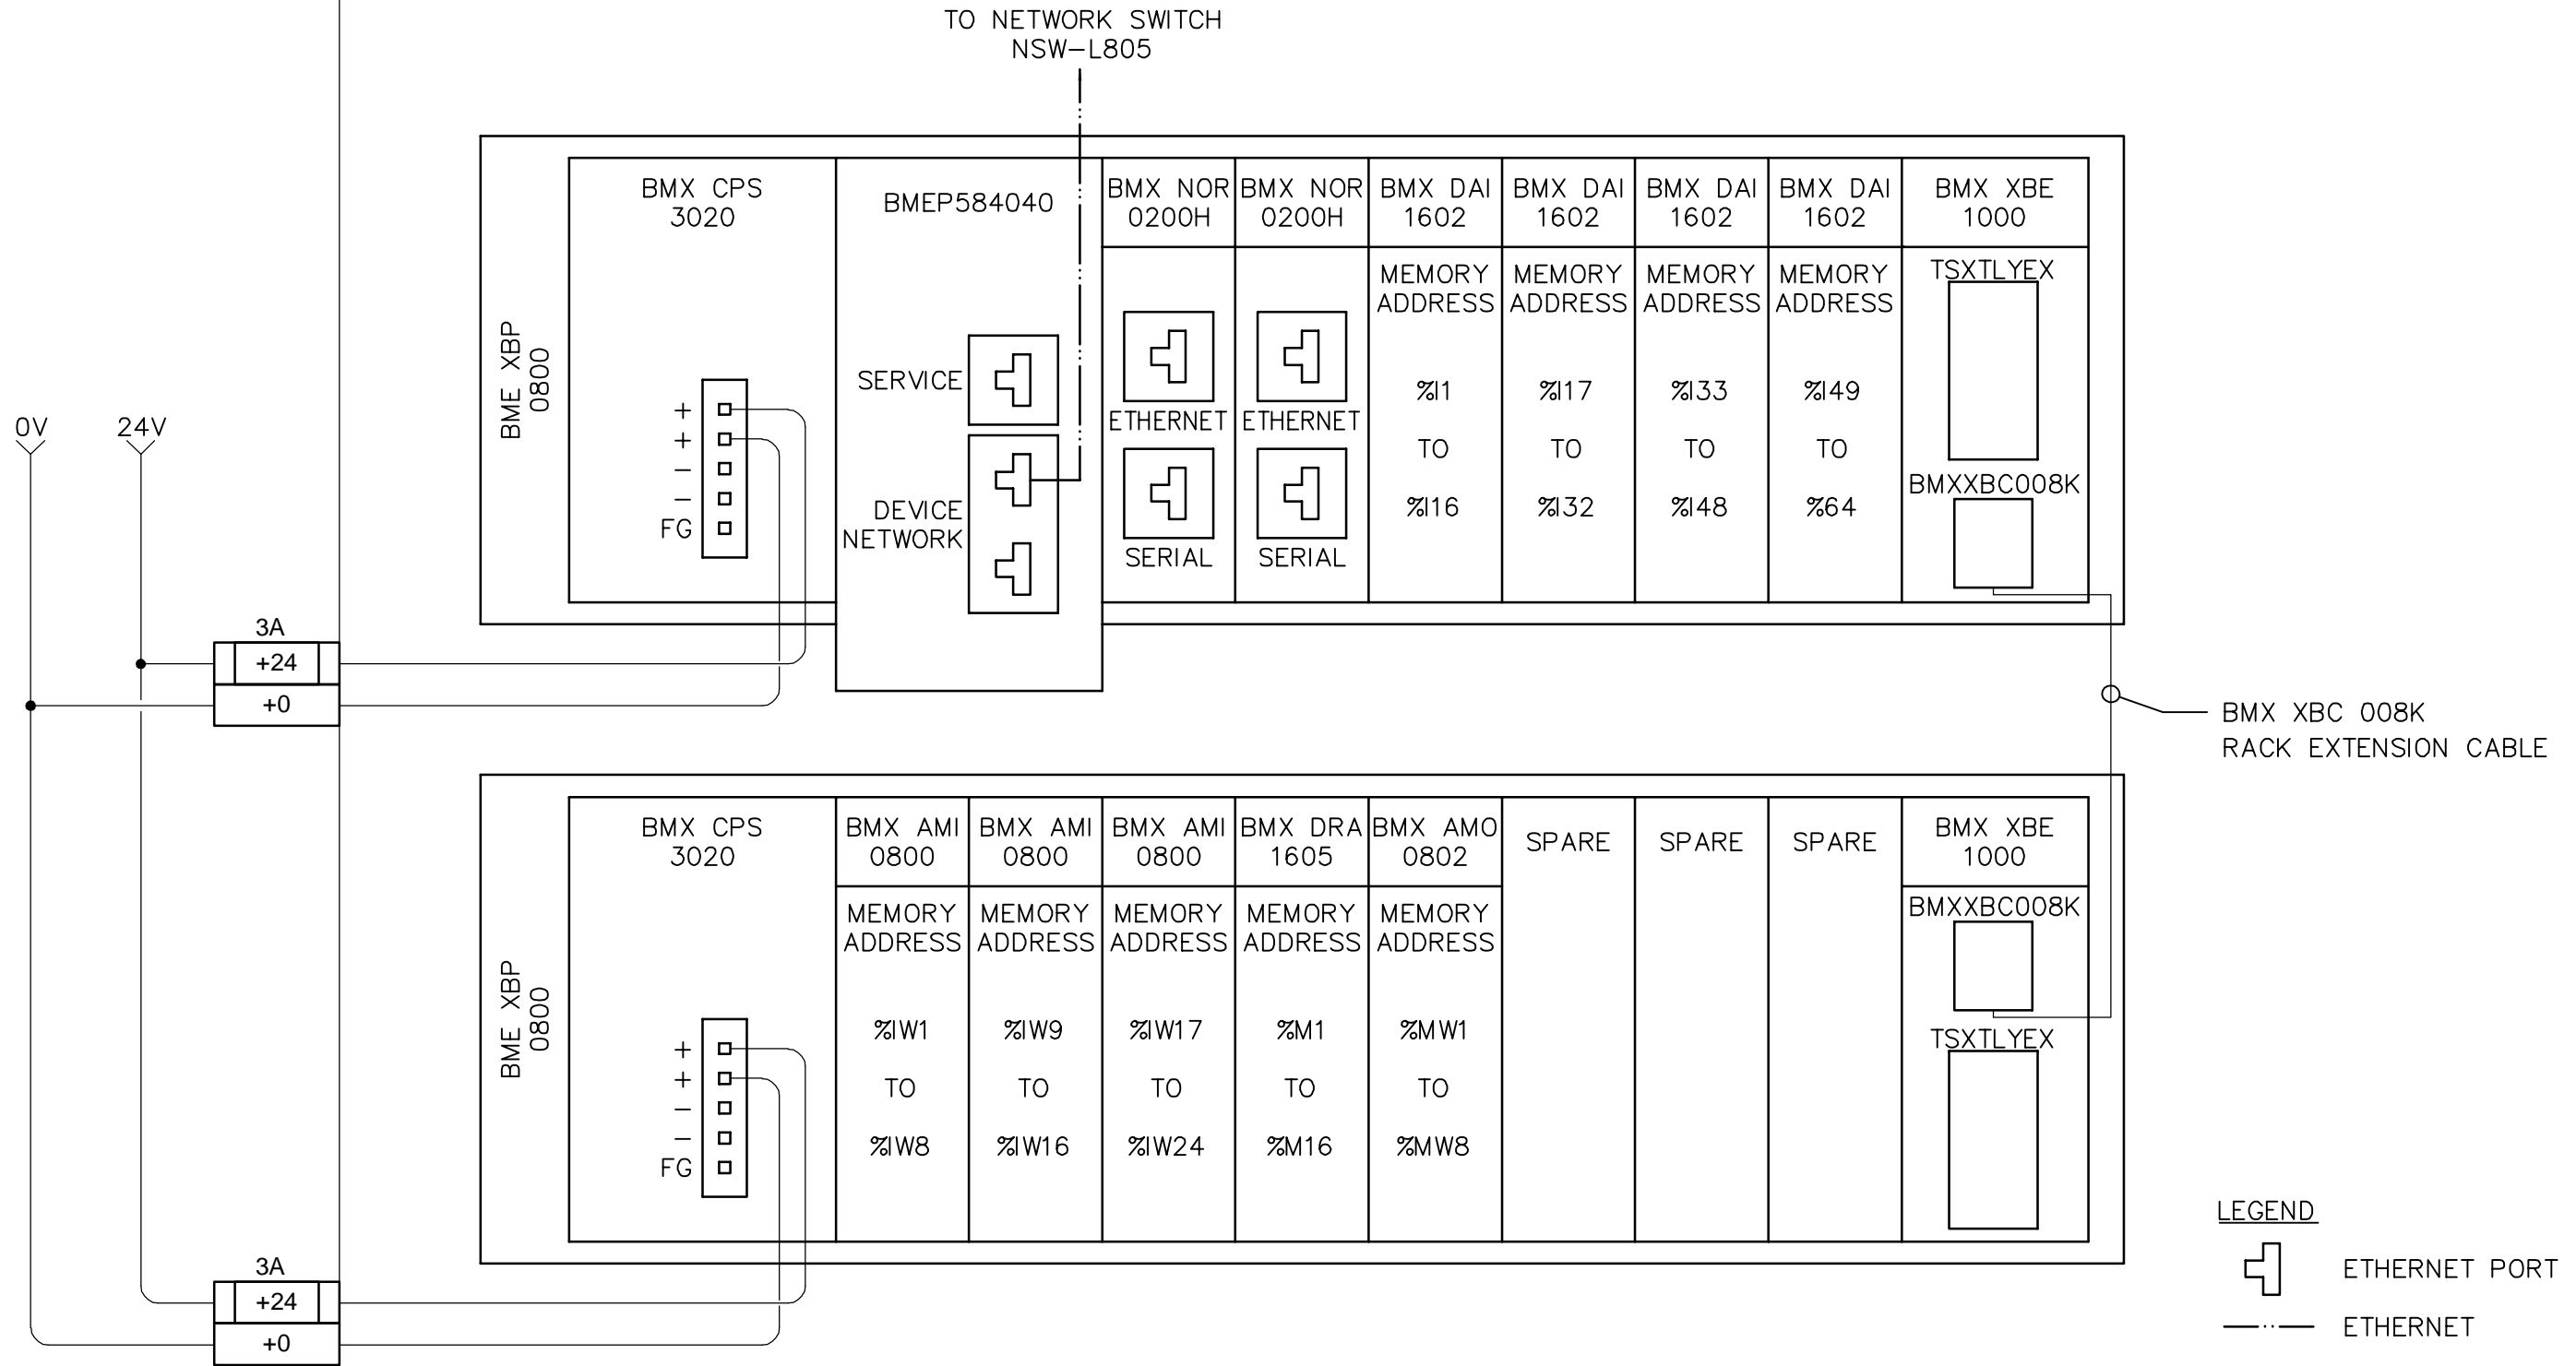 TO NETWORK SWITCH
NSW-L805
BME XBP
0800
BMX CPS
3020
+
+
-
-
FG
BMEP584040
SERVICE
DEVICE
NETWORK
BMX NOR
0200H
ETHERNET
SERIAL
BMX NOR
0200H
ETHERNET
SERIAL
BMX DAI
1602
MEMORY
ADDRESS
%I1
TO
%I16
BMX DAI
1602
MEMORY
ADDRESS
%I17
TO
%I32
BMX DAI
1602
MEMORY
ADDRESS
%I33
TO
%I48
BMX DAI
1602
MEMORY
ADDRESS
%I49
TO
%64
BMX XBE
1000
TSXTLYEX
BMXXBC008K
0V
24V
3A
+24
+0
BMX XBC 008K
RACK EXTENSION CABLE
BME XBP
0800
BMX CPS
3020
+
+
-
-
FG
BMX AMI
0800
MEMORY
ADDRESS
%IW1
TO
%IW8
BMX AMI
0800
MEMORY
ADDRESS
%IW9
TO
%IW16
BMX AMI
0800
MEMORY
ADDRESS
%IW17
TO
%IW24
BMX DRA
1605
MEMORY
ADDRESS
%M1
TO
%M16
BMX AMO
0802
MEMORY
ADDRESS
%MW1
TO
%MW8
SPARE
SPARE
SPARE
BMX XBE
1000
BMXXBC008K
TSXTLYEX
3A
+24
+0
LEGEND
ETHERNET PORT
ETHERNET